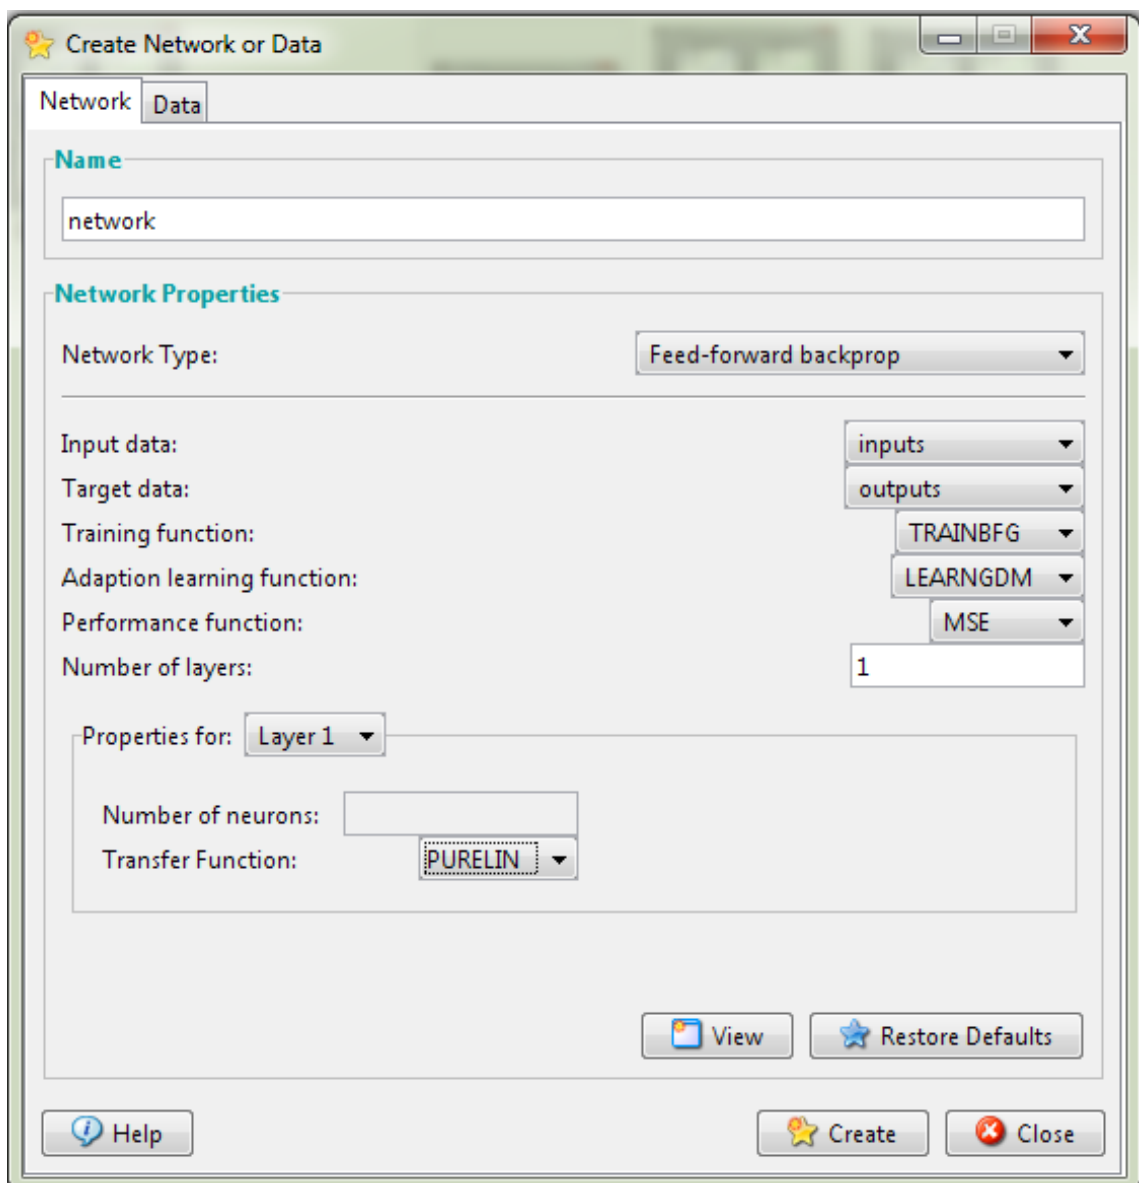 Create Network or Data
Network Data
Name
network
Network Properties
Network Type: Feed-forward backprop
Input data: inputs
Target data: outputs
Training function: TRAINBFG
Adaption learning function: LEARNGDM
Performance function: MSE
Number of layers: 1
Properties for: Layer 1
Number of neurons:
Transfer Function: PURELIN
View Restore Defaults
Help Create Close